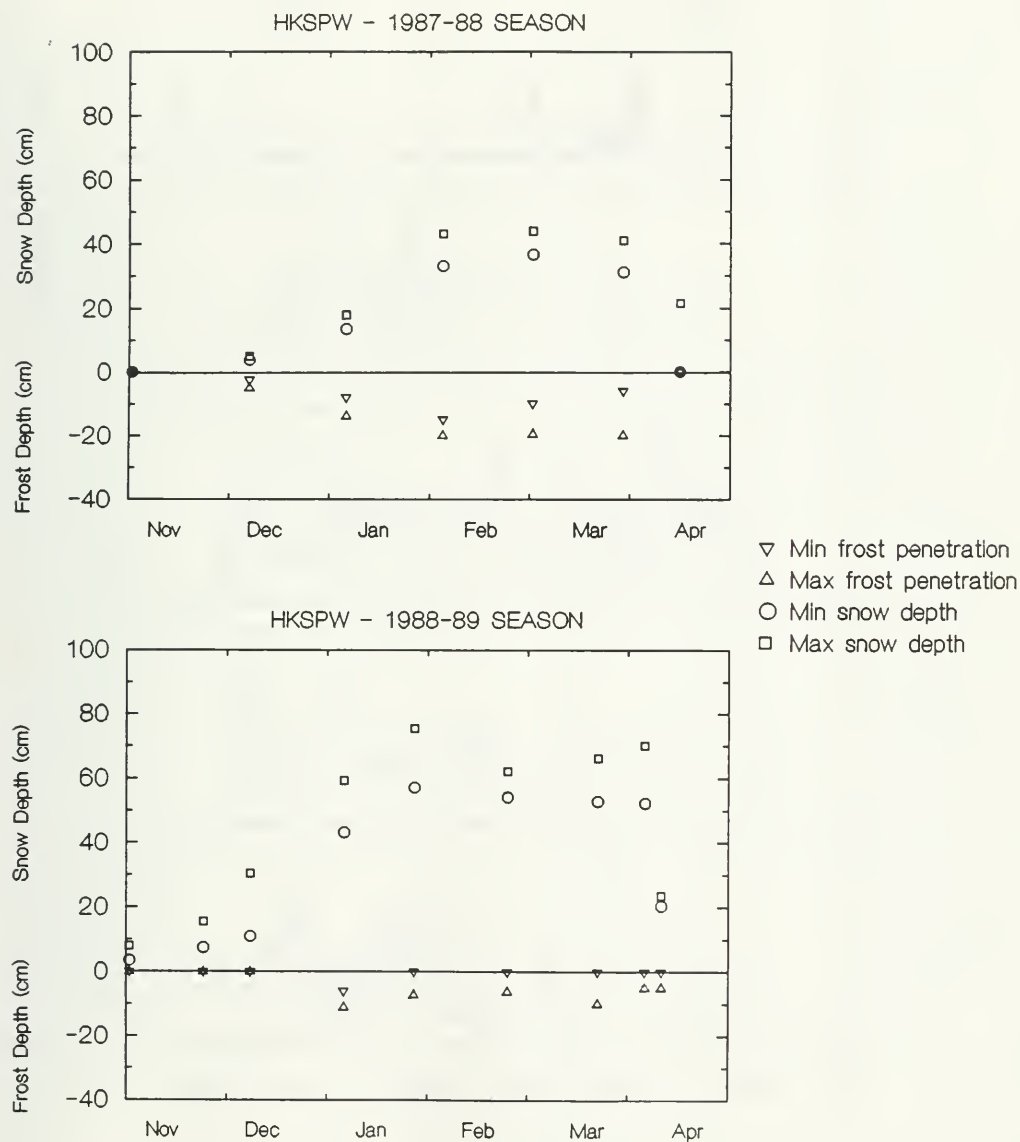 HKSPW - 1987-88 SEASON
100
80
60
40
20
0
-20
-40
Snow Depth (cm)
Frost Depth (cm)
Nov Dec Jan Feb Mar Apr
▽ Min frost penetration
△ Max frost penetration
○ Min snow depth
□ Max snow depth
HKSPW - 1988-89 SEASON
100
80
60
40
20
0
-20
-40
Snow Depth (cm)
Frost Depth (cm)
Nov Dec Jan Feb Mar Apr